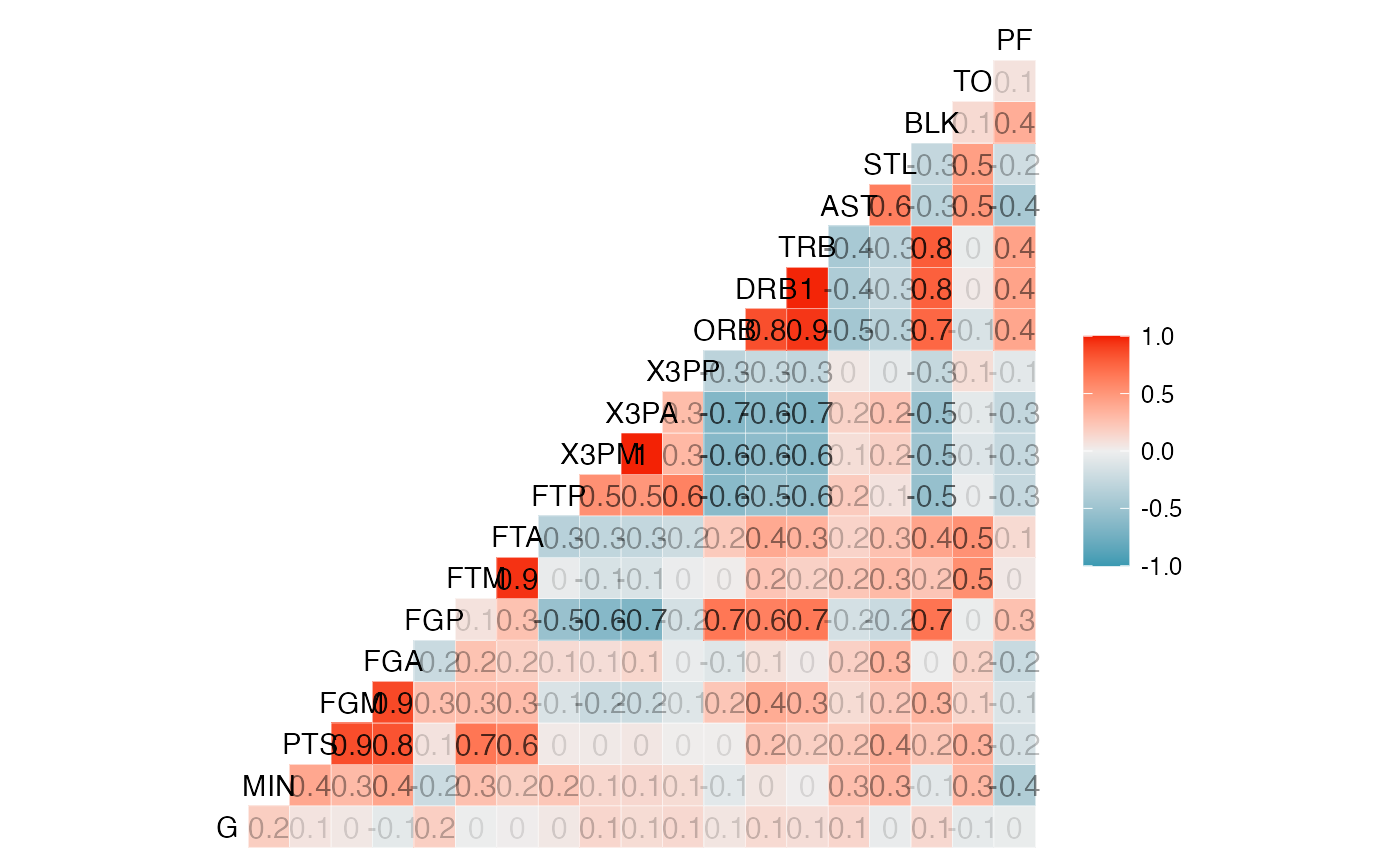 PF
TO 0.1
BLK 0.1 0.4
STL -0.3 0.5 -0.2
AST 0.6 -0.3 0.5 -0.4
TRB -0.4 -0.3 0.8 0 0.4
DRB 1 -0.4 -0.3 0.8 0 0.4
ORB 0.8 0.9 -0.5 -0.3 0.7 -0.1 0.4
X3PP -0.3 -0.3 -0.3 0 0 -0.3 0.1 -0.1
X3PA 0.3 -0.7 -0.6 -0.7 0.2 0.2 -0.5 -0.1 -0.3
X3PM 1 0.3 -0.6 -0.6 -0.6 0.1 0.2 -0.5 -0.1 -0.3
FTP 0.5 0.5 0.6 -0.6 -0.5 -0.6 0.2 0.1 -0.5 0 -0.3
FTA -0.3 -0.3 -0.3 -0.2 0.2 0.4 0.3 0.2 0.3 0.4 0.5 0.1
FTM 0.9 0 -0.1 -0.1 0 0 0.2 0.2 0.2 0.3 0.2 0.5 0
FGP 0.1 0.3 -0.5 -0.6 -0.7 -0.2 0.7 0.6 0.7 -0.2 -0.2 0.7 0 0.3
FGA -0.2 0.2 0.2 0.1 0.1 0.1 0 -0.1 0.1 0 0.2 0.3 0 0.2 -0.2
FGM 0.9 0.3 0.3 0.3 -0.1 -0.2 -0.2 -0.1 0.2 0.4 0.3 0.1 0.2 0.3 0.1 -0.1
PTS 0.9 0.8 0.1 0.7 0.6 0 0 0 0 0 0.2 0.2 0.2 0.4 0.2 0.3 -0.2
MIN 0.4 0.3 0.4 -0.2 0.3 0.2 0.2 0.1 0.1 0.1 -0.1 0 0 0.3 0.3 -0.1 0.3 -0.4
G 0.2 0.1 0 -0.1 0.2 0 0 0 0.1 0.1 0.1 0.1 0.1 0.1 0.1 0 0.1 -0.1 0
1.0
0.5
0.0
-0.5
-1.0